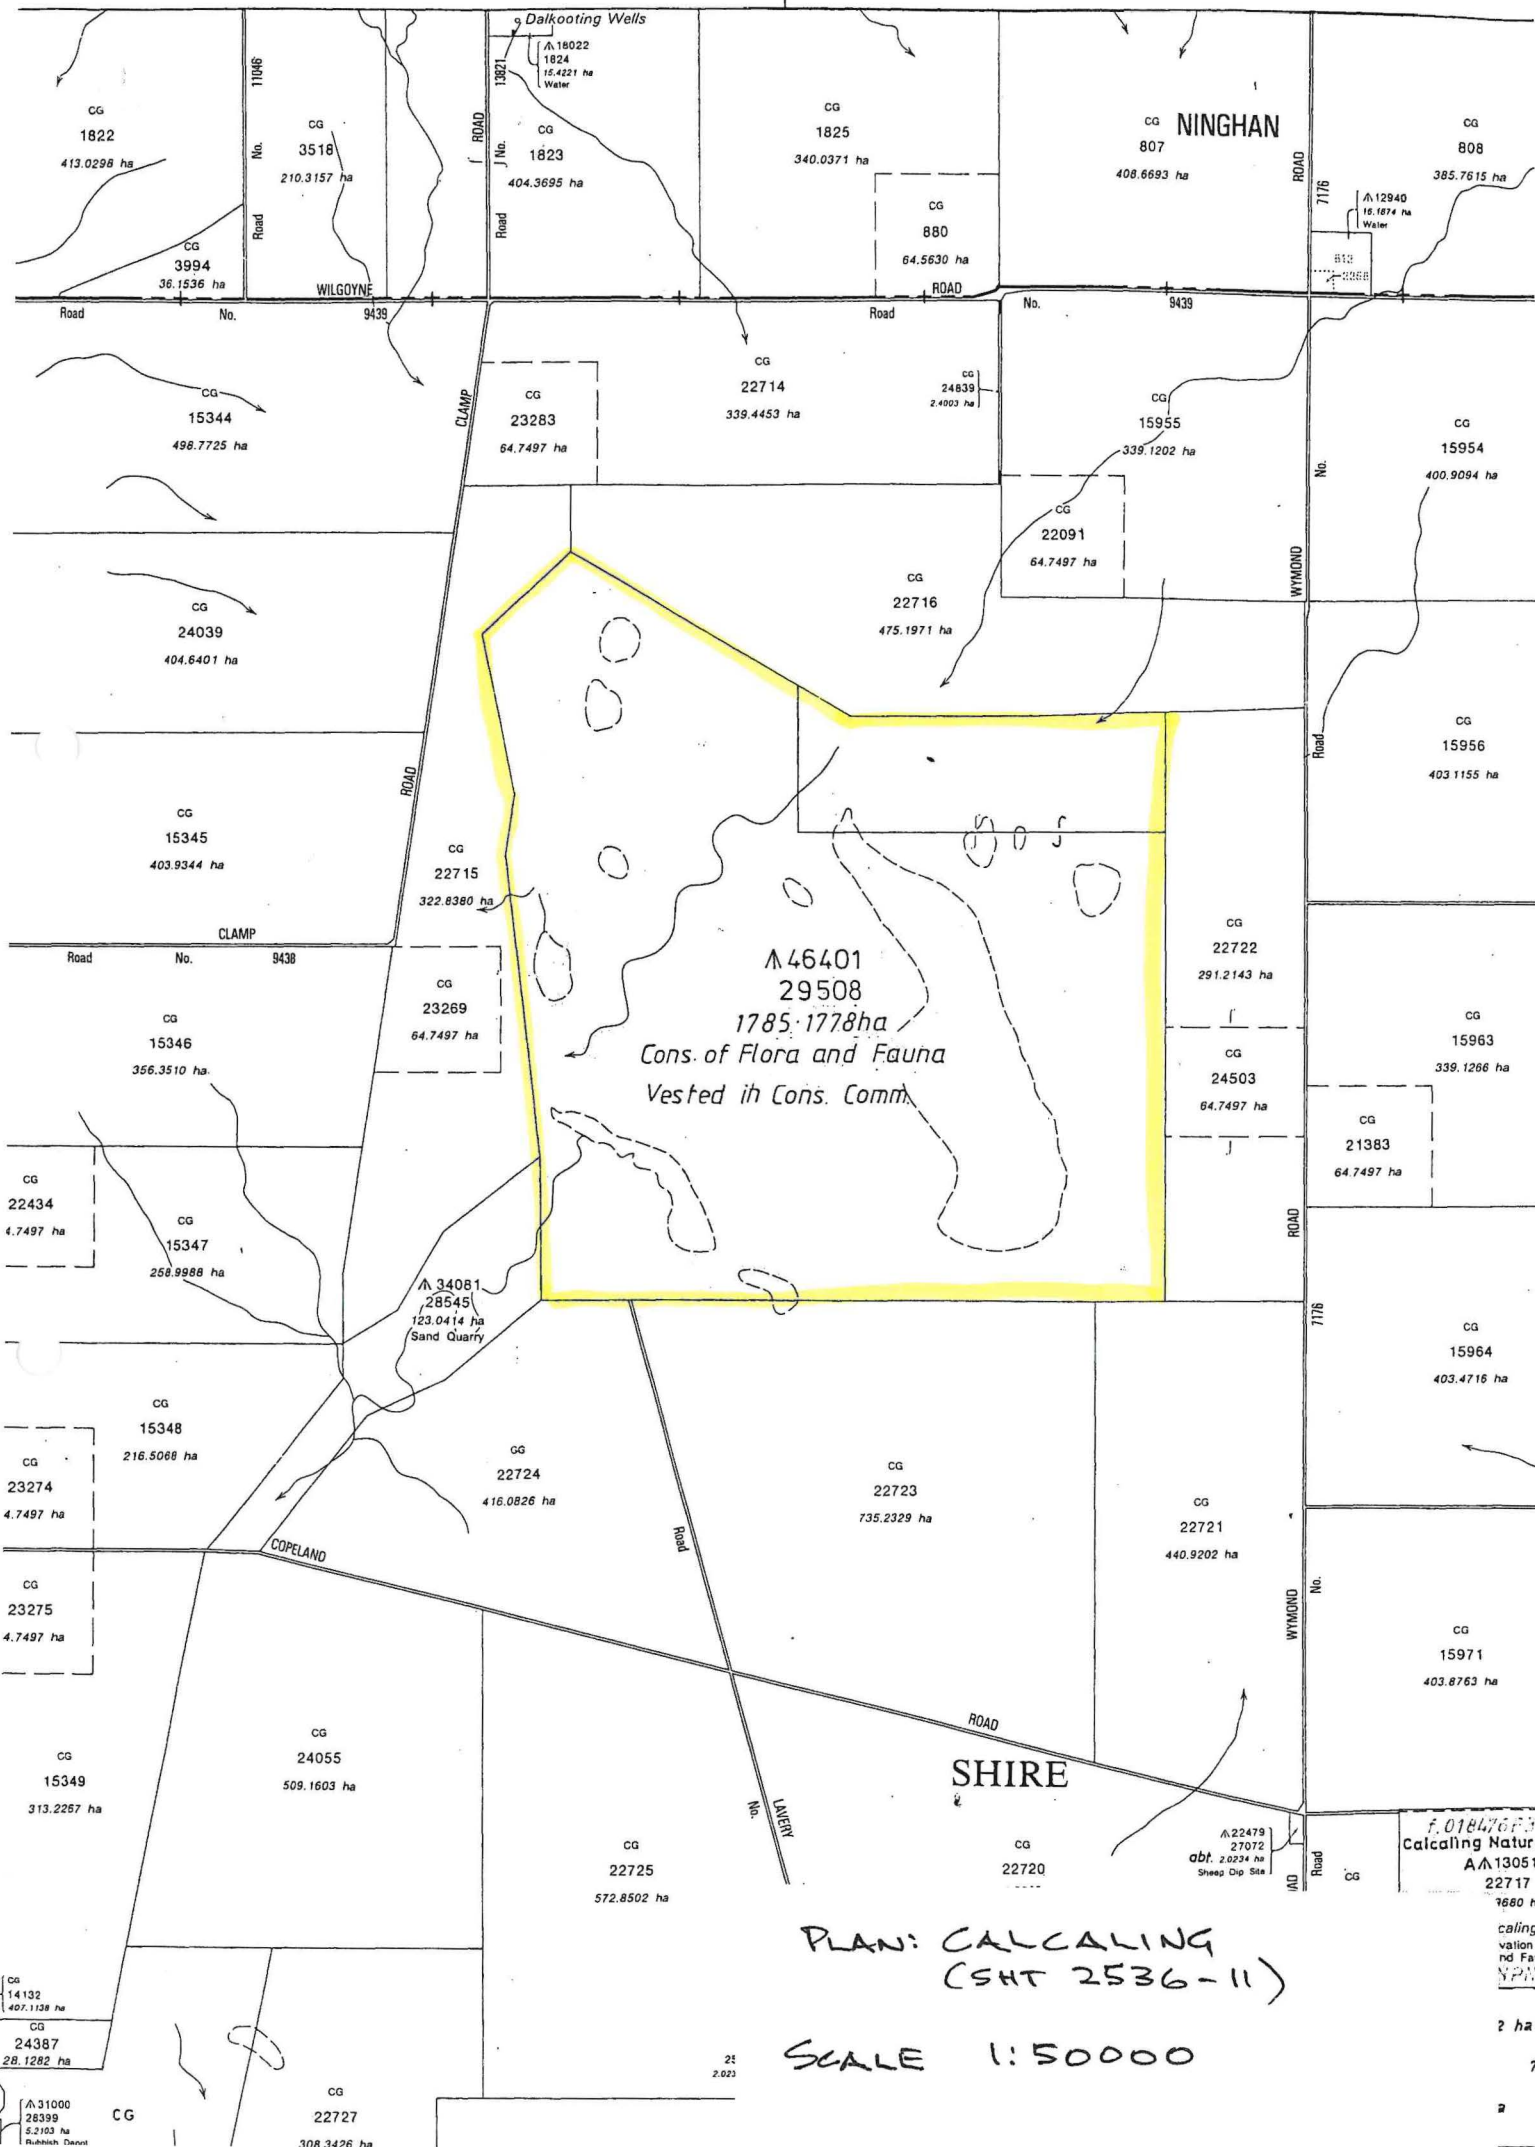 Dalkooting Wells
18022
1824
15.4221 ha
Water
CG
1822
413.0298 ha
Road No. 11046
CG
3518
210.3157 ha
ROAD
Road No. 13821
CG
1823
404.3695 ha
CG
1825
340.0371 ha
CG
880
64.5630 ha
CG
807
408.6693 ha
NINGHAN
ROAD
7176
CG
808
385.7615 ha
12940
16.1874 ha
Water
CG
3994
36.1536 ha
WILGOYNE ROAD
Road No. 9439 Road No. 9439
CG
15344
498.7725 ha
CLAMP
CG
23283
64.7497 ha
CG
22714
339.4453 ha
CG
24839
2.4003 ha
CG
15955
339.1202 ha
No.
CG
15954
400.9094 ha
CG
22091
64.7497 ha
WYMOND
CG
24039
404.6401 ha
CG
22716
475.1971 ha
Road
CG
15956
403.1155 ha
ROAD
CG
15345
403.9344 ha
CG
22715
322.8380 ha
CLAMP
Road No. 9438
CG
23269
64.7497 ha
46401
29508
1785.1778ha
Cons. of Flora and Fauna
Vested in Cons. Comm.
CG
22722
291.2143 ha
CG
24503
64.7497 ha
CG
15963
339.1266 ha
CG
21383
64.7497 ha
CG
15346
356.3510 ha
CG
22434
4.7497 ha
CG
15347
258.9988 ha
34081
28545
123.0414 ha
Sand Quarry
ROAD
7176
CG
15964
403.4716 ha
CG
15348
216.5068 ha
CG
23274
4.7497 ha
CG
22724
416.0826 ha
Road
CG
22723
735.2329 ha
CG
22721
440.9202 ha
COPELAND
CG
23275
4.7497 ha
WYMOND
No.
CG
15971
403.8763 ha
ROAD
CG
15349
313.2267 ha
CG
24055
509.1603 ha
SHIRE
LAVERY
No.
CG
22725
572.8502 ha
CG
22720
22479
27072
abt. 2.0234 ha
Sheep Dip Site
Road
CG
Calcaling Natur
A 13051
22717
PLAN: CALCALING
(SHT 2536-11)
SCALE 1:50000
CG
14132
407.1138 ha
CG
24387
28.1282 ha
31000
28399
5.2103 ha
Rubbish Depot
CG
CG
22727
308.3426 ha